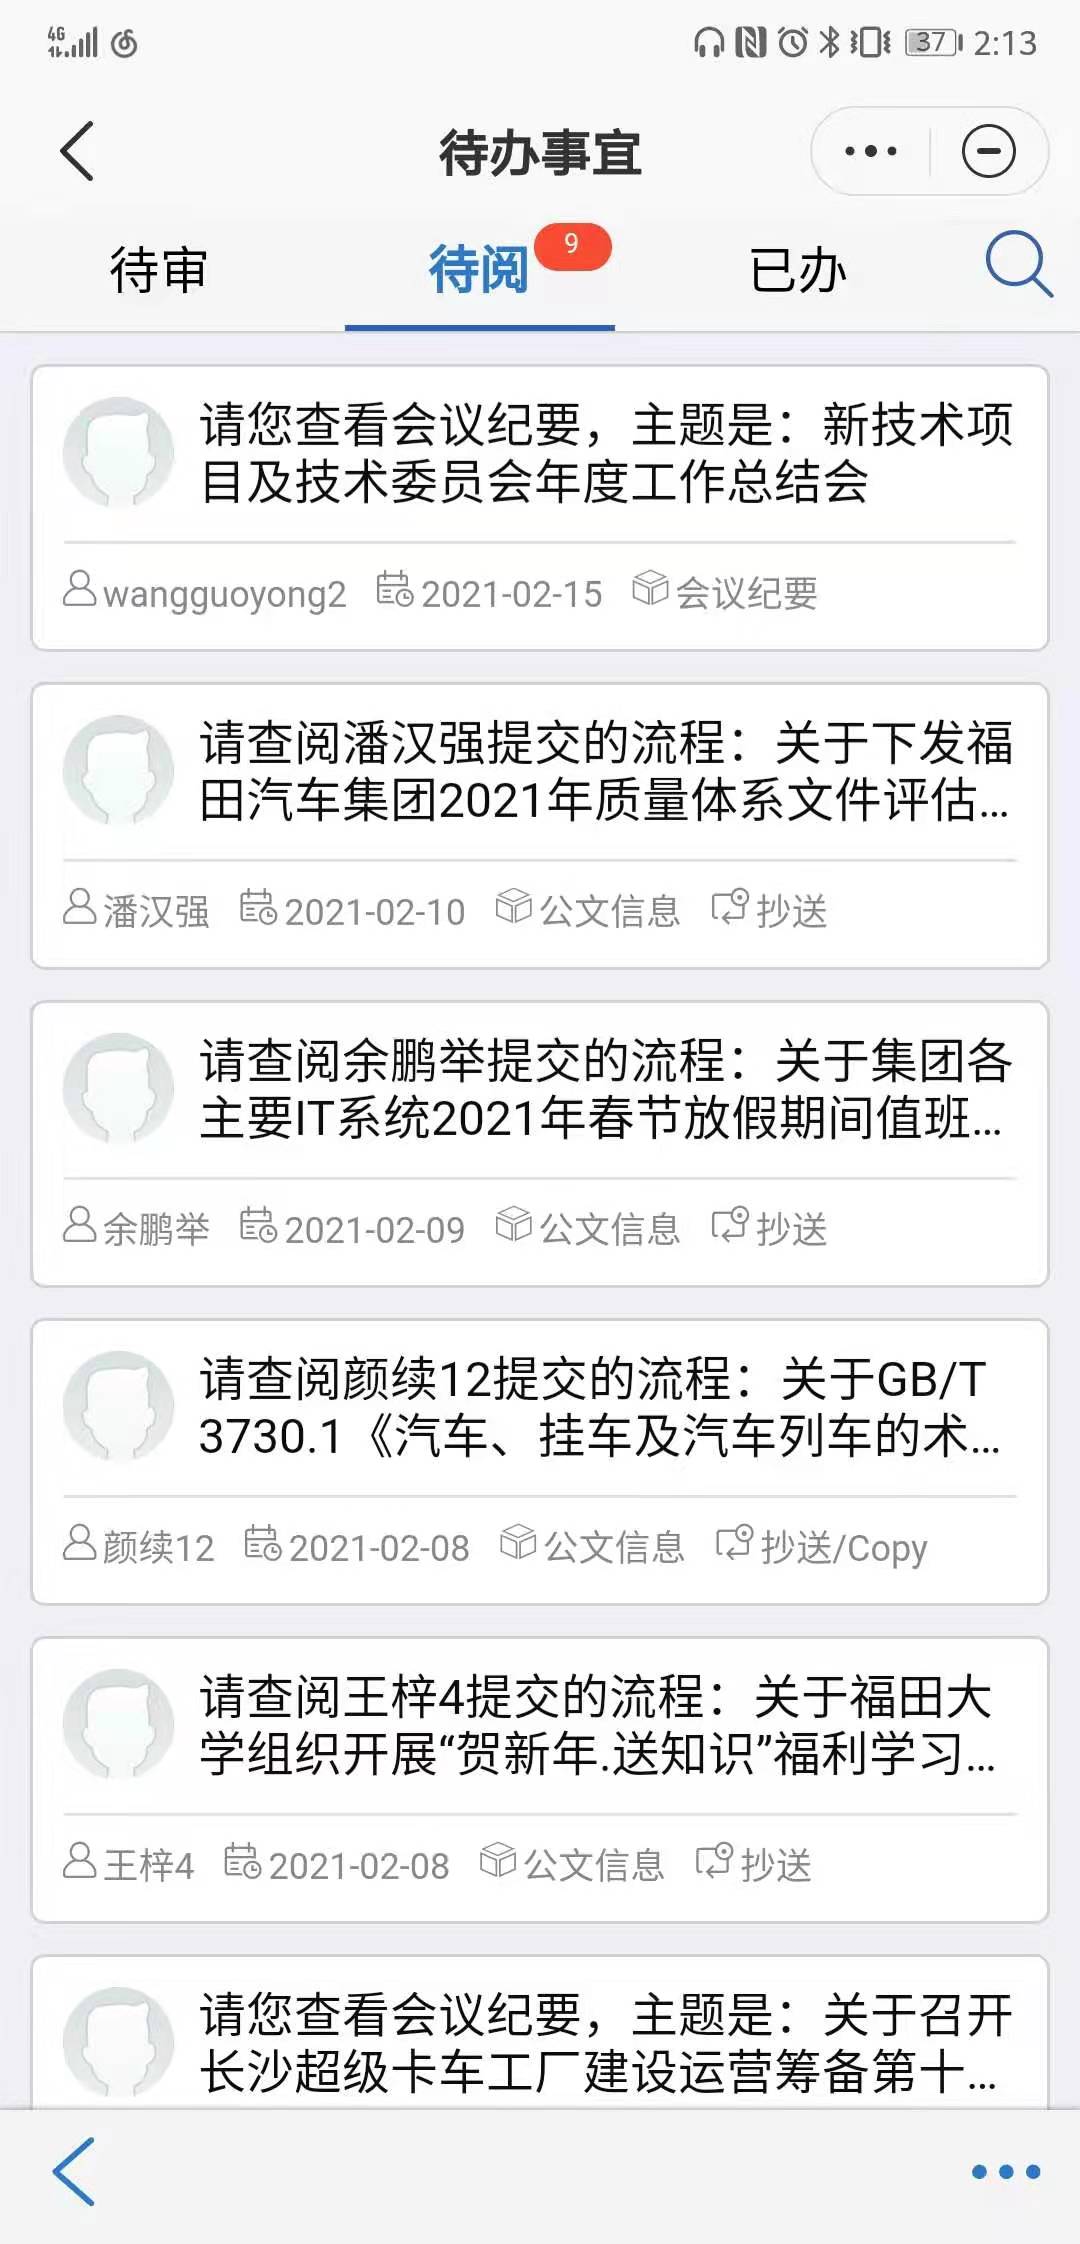 4G
37
2:13
待办事宜
待审
待阅
9
已办
请您查看会议纪要，主题是：新技术项
目及技术委员会年度工作总结会
wangguoyong2 2021-02-15 会议纪要
请查阅潘汉强提交的流程：关于下发福
田汽车集团2021年质量体系文件评估...
潘汉强 2021-02-10 公文信息 抄送
请查阅余鹏举提交的流程：关于集团各
主要IT系统2021年春节放假期间值班...
余鹏举 2021-02-09 公文信息 抄送
请查阅颜续12提交的流程：关于GB/T
3730.1《汽车、挂车及汽车列车的术...
颜续12 2021-02-08 公文信息 抄送/Copy
请查阅王梓4提交的流程：关于福田大
学组织开展“贺新年.送知识”福利学习...
王梓4 2021-02-08 公文信息 抄送
请您查看会议纪要，主题是：关于召开
长沙超级卡车工厂建设运营筹备第十...